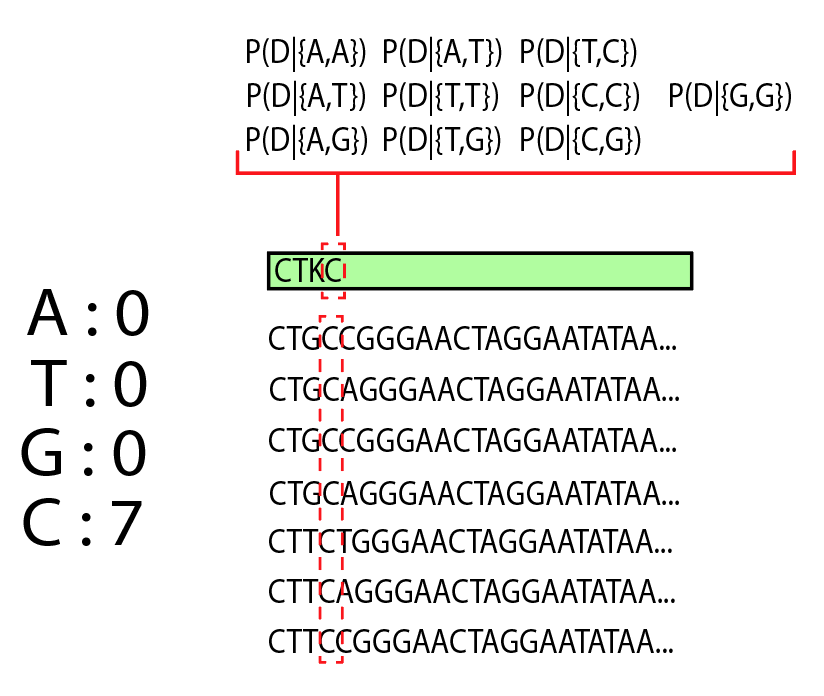 P(D|{A,A}) P(D|{A,T}) P(D|{T,C})
P(D|{A,T}) P(D|{T,T}) P(D|{C,C}) P(D|{G,G})
P(D|{A,G}) P(D|{T,G}) P(D|{C,G})
CTKC
A : 0
T : 0
G : 0
C : 7
CTGCCGGGAACTAGGAATATAA...
CTGCAGGGAACTAGGAATATAA...
CTGCCGGGAACTAGGAATATAA...
CTGCAGGGAACTAGGAATATAA...
CTTCTGGGAACTAGGAATATAA...
CTTCAGGGAACTAGGAATATAA...
CTTCCGGGAACTAGGAATATAA...